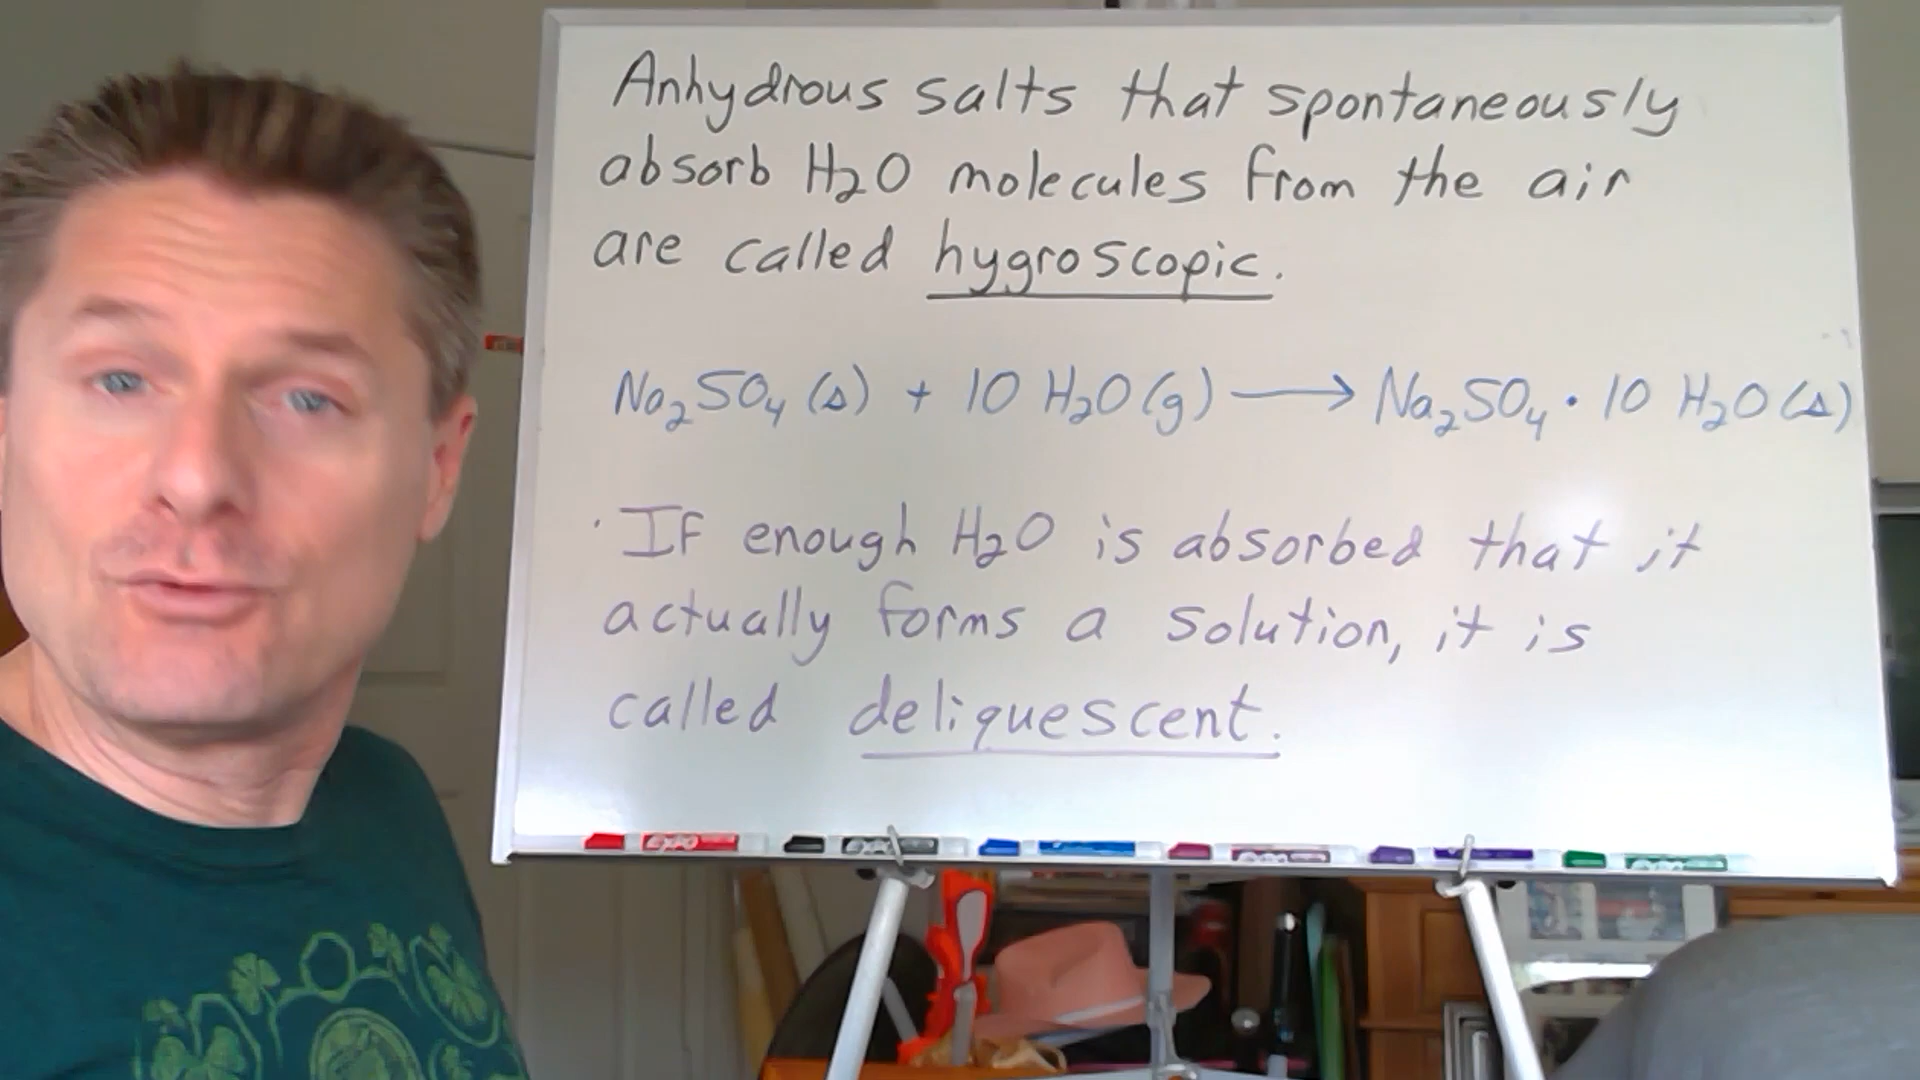 Anhydrous salts that spontaneously
absorb H₂O molecules from the air
are called hygroscopic.
Na₂SO₄ (s) + 10 H₂O (g) ⟶ Na₂SO₄ • 10 H₂O (s)
· If enough H₂O is absorbed that it
actually forms a solution, it is
called deliquescent.
EXPO